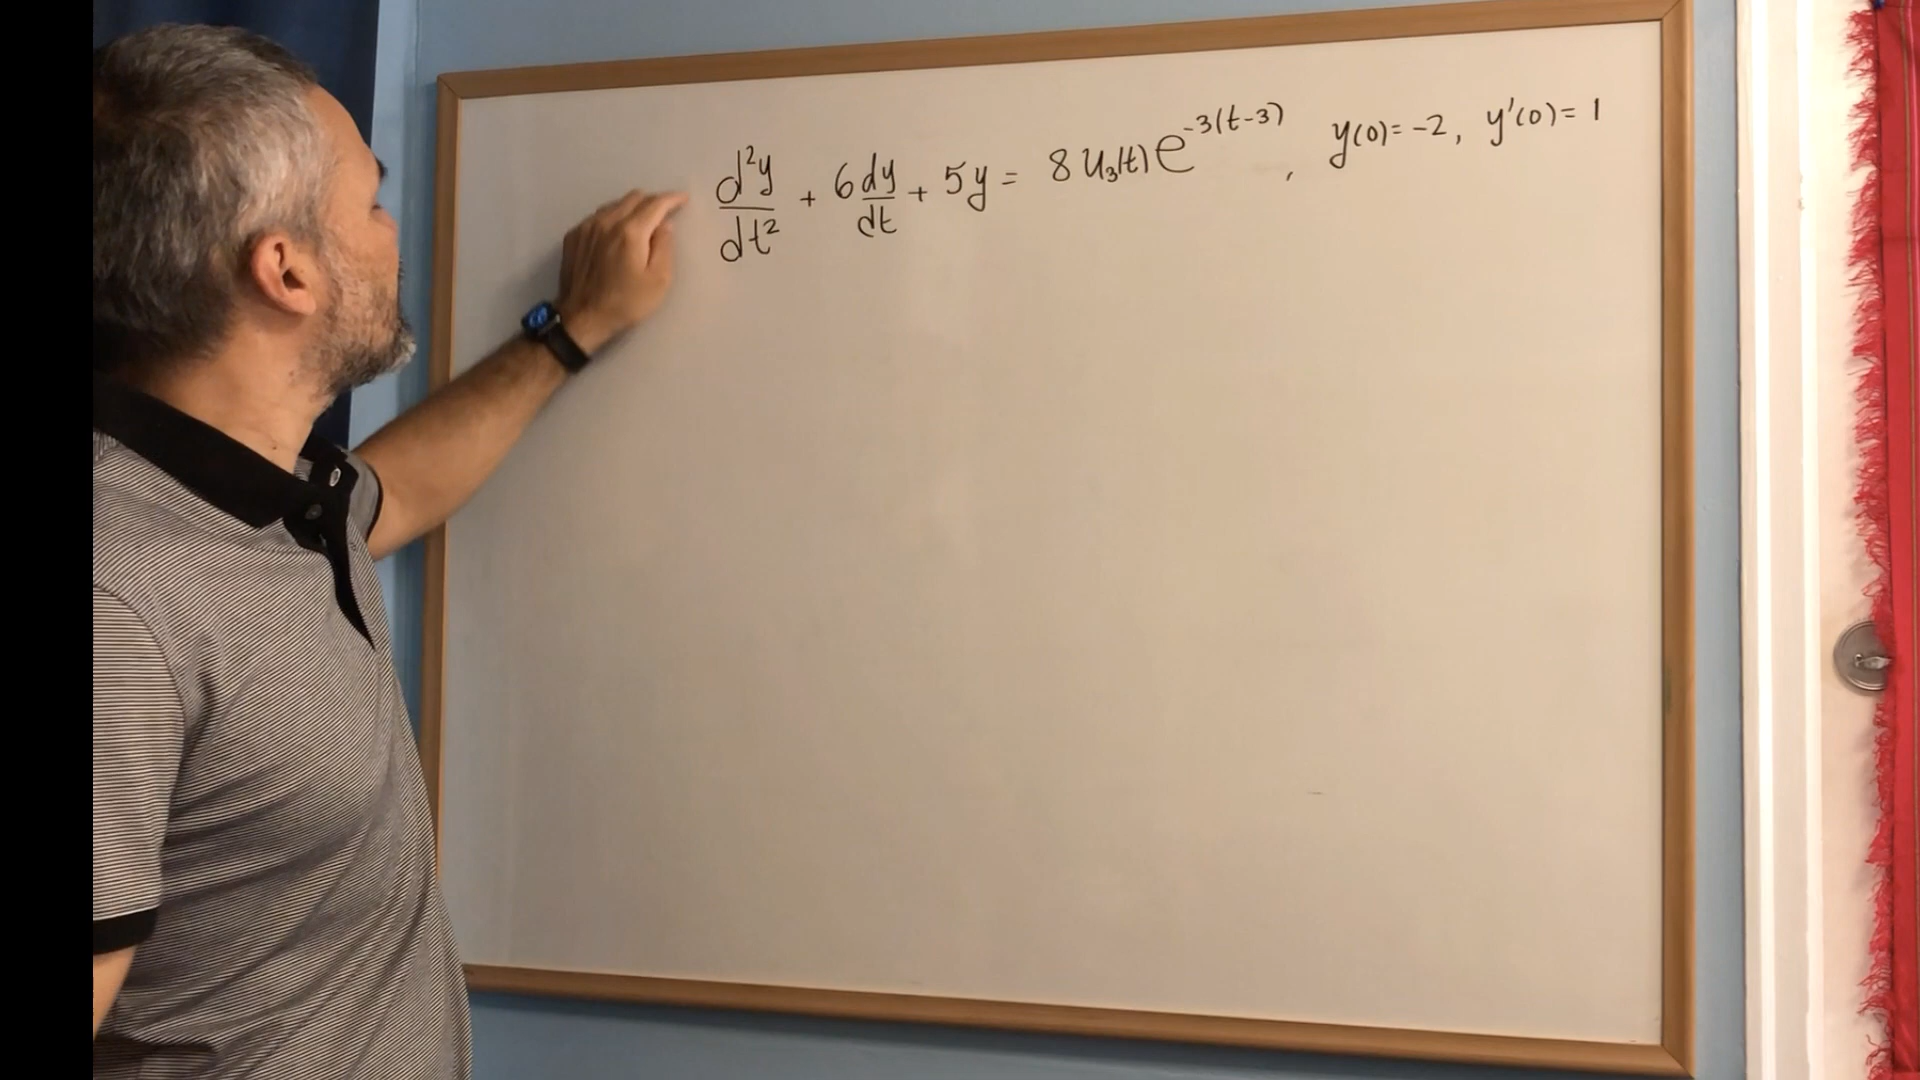 d²y/dt² + 6 dy/dt + 5y = 8 u₃(t) e^{-3(t-3)} , y(0) = -2, y'(0) = 1